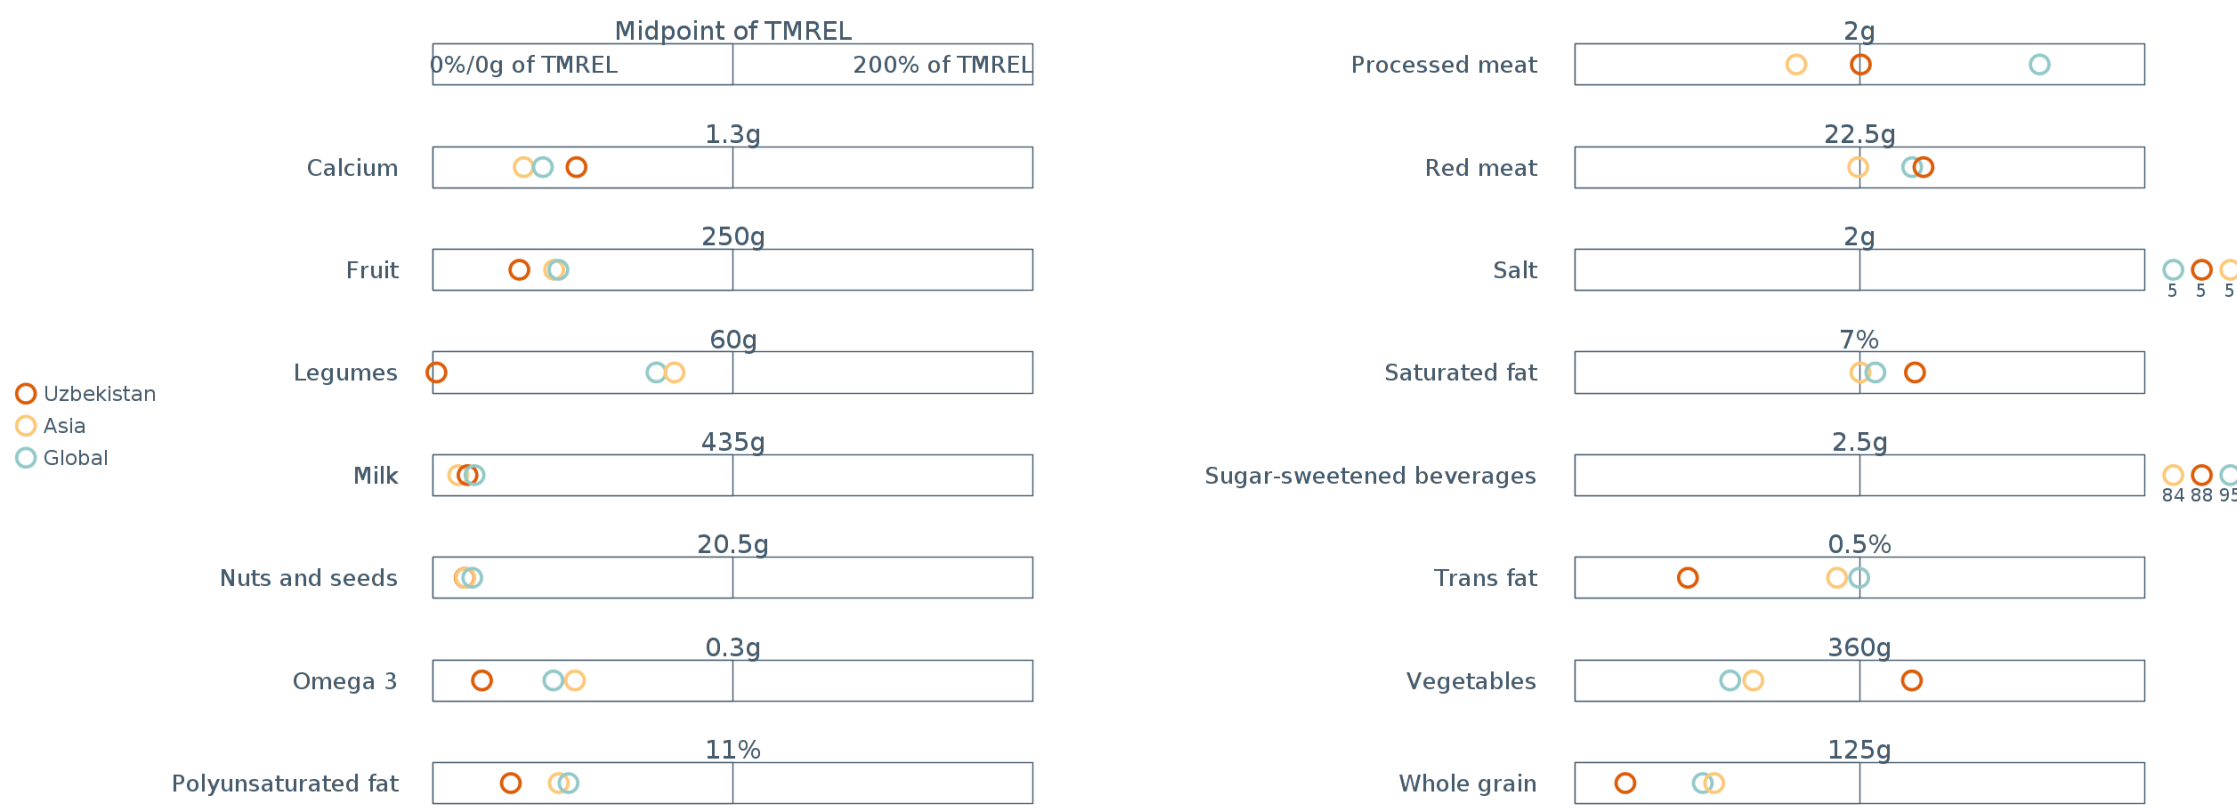 Midpoint of TMREL
0%/0g of TMREL
200% of TMREL
1.3g
Calcium
250g
Fruit
60g
Legumes
435g
Milk
20.5g
Nuts and seeds
0.3g
Omega 3
11%
Polyunsaturated fat
Uzbekistan
Asia
Global
2g
Processed meat
22.5g
Red meat
2g
Salt
5 5 5
7%
Saturated fat
2.5g
Sugar-sweetened beverages
84 88 95
0.5%
Trans fat
360g
Vegetables
125g
Whole grain